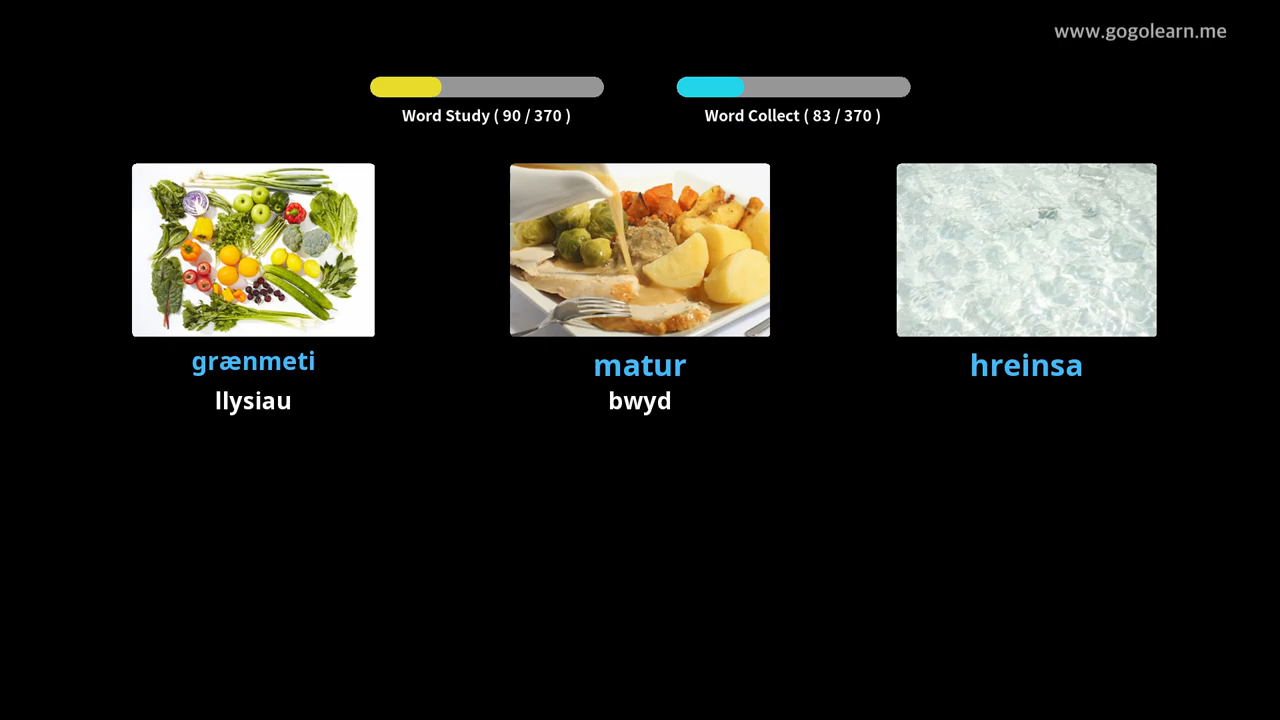 www.gogolearn.me
Word Study ( 90 / 370 )
Word Collect ( 83 / 370 )
grænmeti
llysiau
matur
bwyd
hreinsa